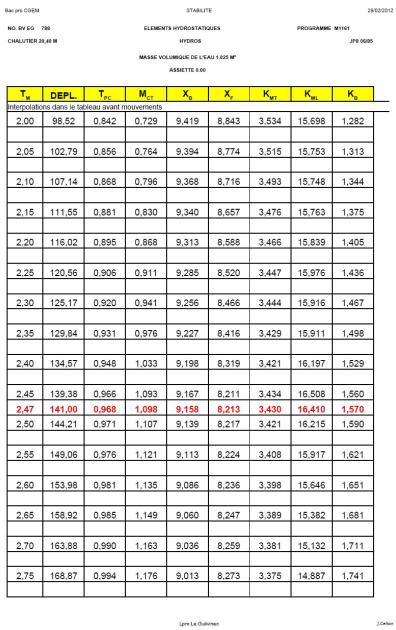 Bac pro CGEM STABILITE 28/02/2012
NO. BV EG 789 ELEMENTS HYDROSTATIQUES PROGRAMME M1161
CHALUTIER 20,40 M HYDROS JPB 06/95
MASSE VOLUMIQUE DE L'EAU 1.025 M³
ASSIETTE 0.00
T_M DEPL. T_PC M_CT X_B X_F K_MT K_ML K_B
Interpolations dans le tableau avant mouvements
2,00 98,52 0,842 0,729 9,419 8,843 3,534 15,698 1,282
2,05 102,79 0,856 0,764 9,394 8,774 3,515 15,753 1,313
2,10 107,14 0,868 0,796 9,368 8,716 3,493 15,748 1,344
2,15 111,55 0,881 0,830 9,340 8,657 3,476 15,763 1,375
2,20 116,02 0,895 0,868 9,313 8,588 3,466 15,839 1,405
2,25 120,56 0,906 0,911 9,285 8,520 3,447 15,976 1,436
2,30 125,17 0,920 0,941 9,256 8,466 3,444 15,916 1,467
2,35 129,84 0,931 0,976 9,227 8,416 3,429 15,911 1,498
2,40 134,57 0,948 1,033 9,198 8,319 3,421 16,197 1,529
2,45 139,38 0,966 1,093 9,167 8,211 3,434 16,508 1,560
2,47 141,00 0,968 1,098 9,158 8,213 3,430 16,410 1,570
2,50 144,21 0,971 1,107 9,139 8,217 3,421 16,215 1,590
2,55 149,06 0,976 1,121 9,113 8,224 3,408 15,917 1,621
2,60 153,98 0,981 1,135 9,086 8,236 3,398 15,646 1,651
2,65 158,92 0,985 1,149 9,060 8,247 3,389 15,382 1,681
2,70 163,88 0,990 1,163 9,036 8,259 3,381 15,132 1,711
2,75 168,87 0,994 1,176 9,013 8,273 3,375 14,887 1,741
Lpm Le Guilvinec